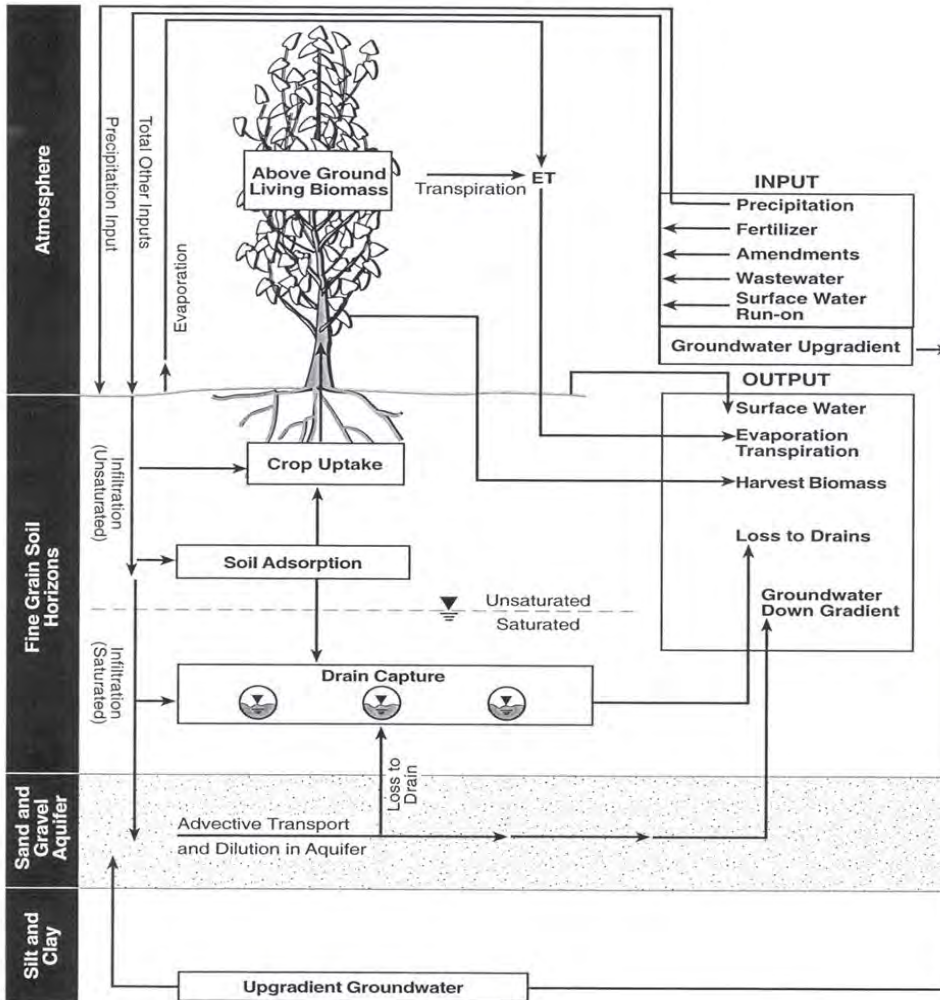 Atmosphere
Precipitation Input
Total Other Inputs
Evaporation
Above Ground
Living Biomass
Transpiration
ET
INPUT
Precipitation
Fertilizer
Amendments
Wastewater
Surface Water
Run-on
Groundwater Upgradient
OUTPUT
Surface Water
Evaporation
Transpiration
Harvest Biomass
Loss to Drains
Groundwater
Down Gradient
Fine Grain Soil
Horizons
Infiltration
(Unsaturated)
Crop Uptake
Soil Adsorption
Unsaturated
Saturated
Infiltration
(Saturated)
Drain Capture
Loss to
Drain
Sand and
Gravel
Aquifer
Advective Transport
and Dilution in Aquifer
Silt and
Clay
Upgradient Groundwater